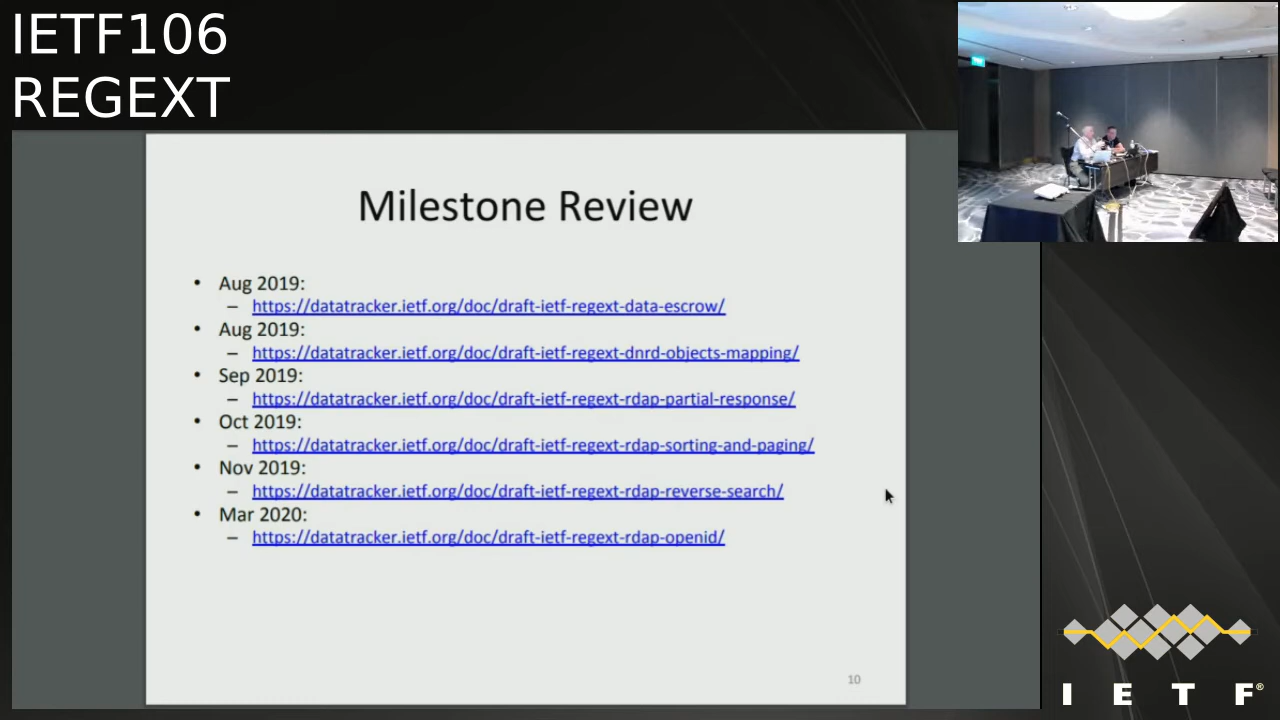 IETF106
REGEXT
Milestone Review
• Aug 2019:
– https://datatracker.ietf.org/doc/draft-ietf-regext-data-escrow/
• Aug 2019:
– https://datatracker.ietf.org/doc/draft-ietf-regext-dnrd-objects-mapping/
• Sep 2019:
– https://datatracker.ietf.org/doc/draft-ietf-regext-rdap-partial-response/
• Oct 2019:
– https://datatracker.ietf.org/doc/draft-ietf-regext-rdap-sorting-and-paging/
• Nov 2019:
– https://datatracker.ietf.org/doc/draft-ietf-regext-rdap-reverse-search/
• Mar 2020:
– https://datatracker.ietf.org/doc/draft-ietf-regext-rdap-openid/
10
I E T F®